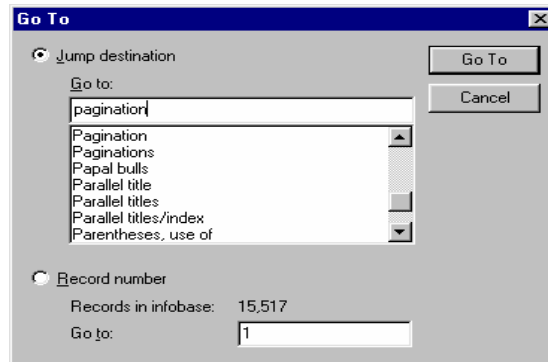 Go To
Jump destination
Go to:
pagination
Pagination
Paginations
Papal bulls
Parallel title
Parallel titles
Parallel titles/index
Parentheses, use of
Go To
Cancel
Record number
Records in infobase: 15,517
Go to: 1